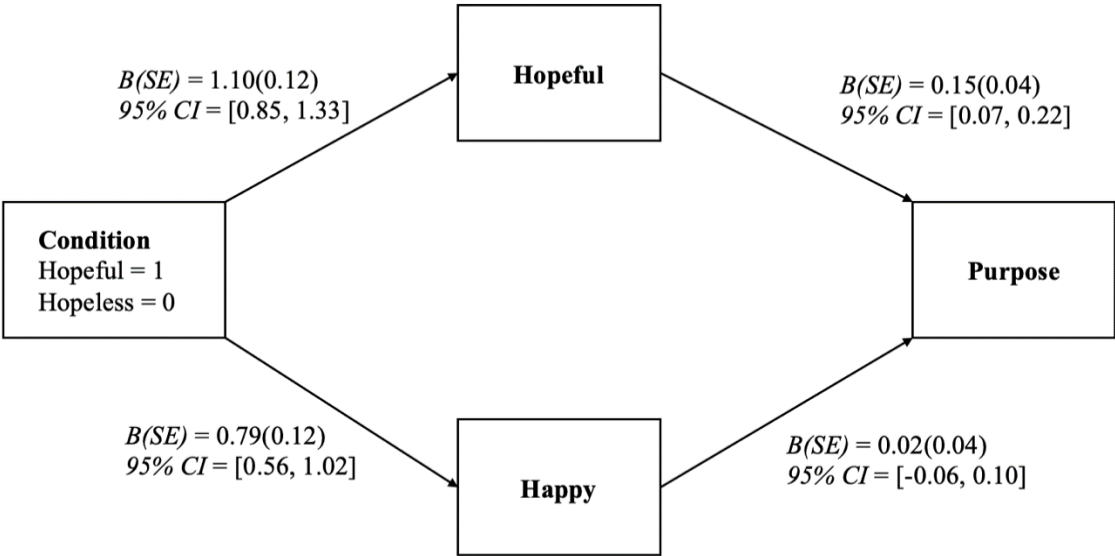 Hopeful
B(SE) = 1.10(0.12)
95% CI = [0.85, 1.33]
B(SE) = 0.15(0.04)
95% CI = [0.07, 0.22]
Condition
Hopeful = 1
Hopeless = 0
Purpose
B(SE) = 0.79(0.12)
95% CI = [0.56, 1.02]
B(SE) = 0.02(0.04)
95% CI = [-0.06, 0.10]
Happy